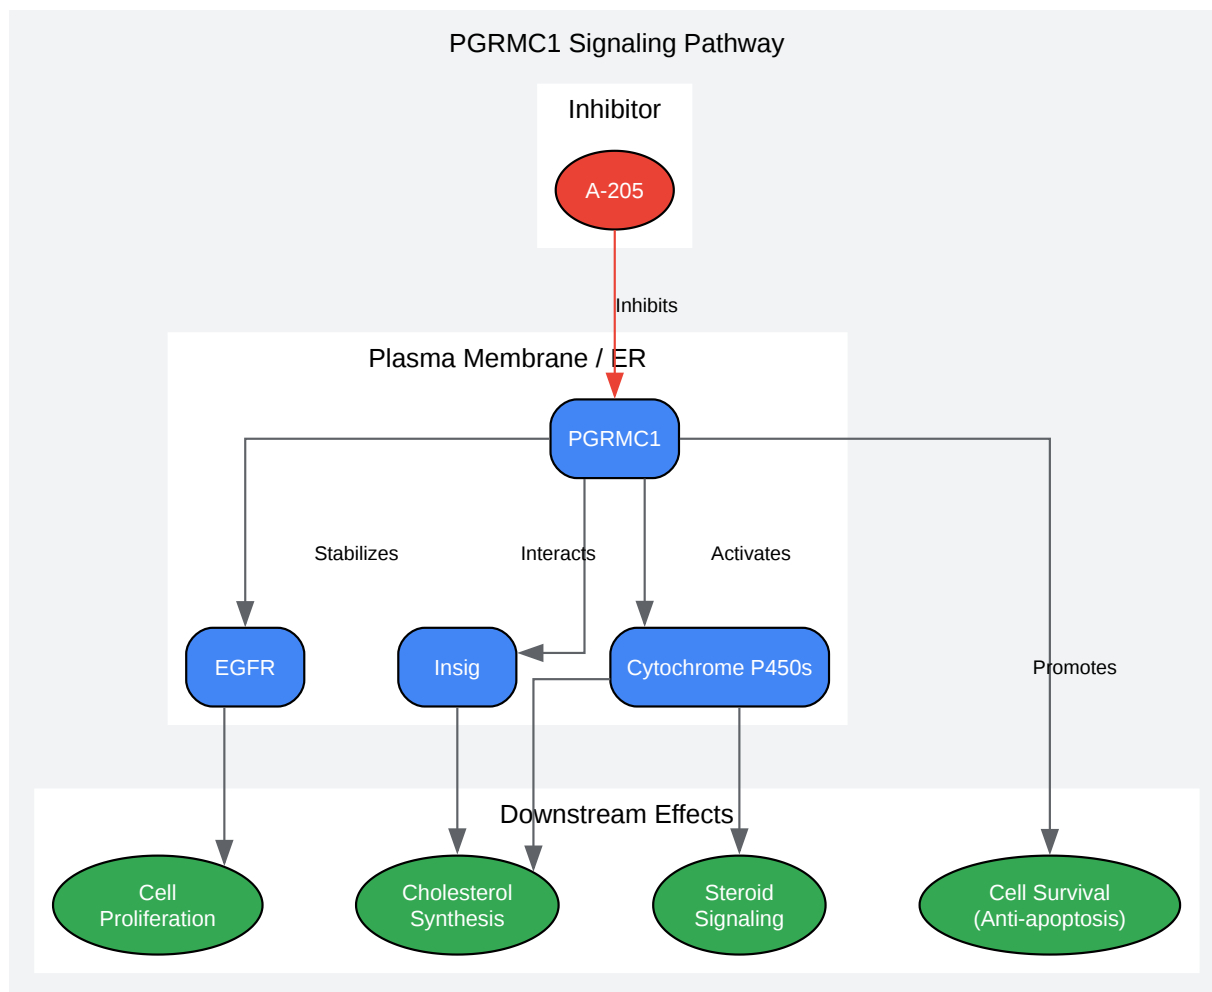 PGRMC1 Signaling Pathway
Inhibitor
A-205
Inhibits
Plasma Membrane / ER
PGRMC1
Stabilizes
Interacts
Activates
EGFR
Insig
Cytochrome P450s
Promotes
Downstream Effects
Cell
Proliferation
Cholesterol
Synthesis
Steroid
Signaling
Cell Survival
(Anti-apoptosis)